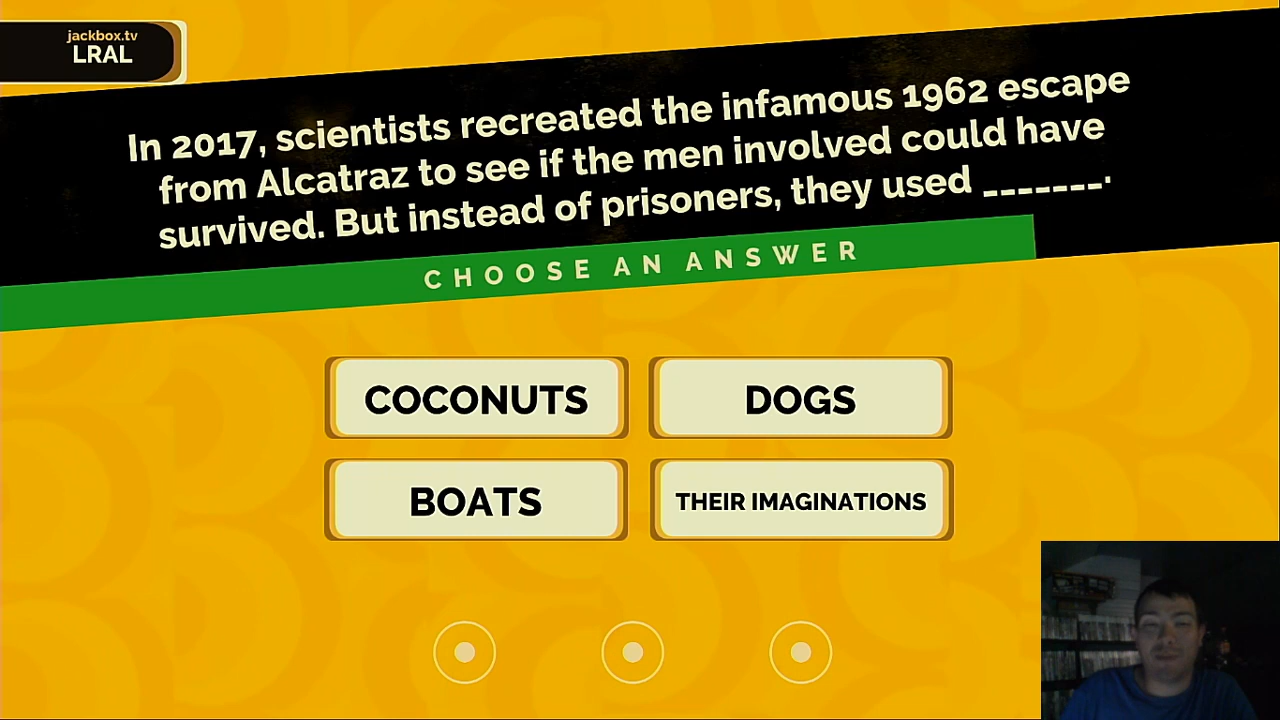 jackbox.tv
LRAL
In 2017, scientists recreated the infamous 1962 escape
from Alcatraz to see if the men involved could have
survived. But instead of prisoners, they used _______.
CHOOSE AN ANSWER
COCONUTS
DOGS
BOATS
THEIR IMAGINATIONS